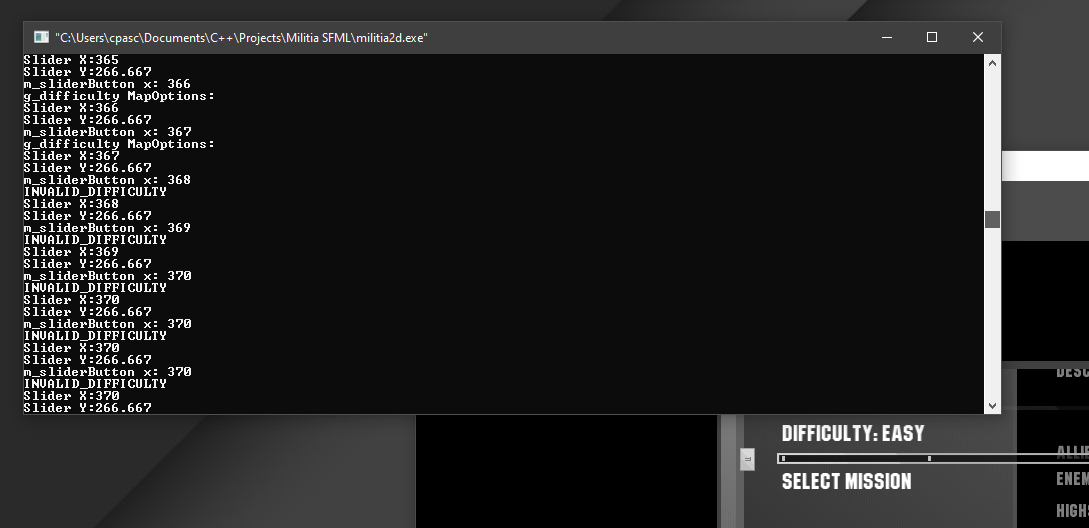 "C:\Users\cpasc\Documents\C++\Projects\Militia SFML\militia2d.exe"
Slider X:365
Slider Y:266.667
m_sliderButton x: 366
g_difficulty MapOptions:
Slider X:366
Slider Y:266.667
m_sliderButton x: 367
g_difficulty MapOptions:
Slider X:367
Slider Y:266.667
m_sliderButton x: 368
INVALID_DIFFICULTY
Slider X:368
Slider Y:266.667
m_sliderButton x: 369
INVALID_DIFFICULTY
Slider X:369
Slider Y:266.667
m_sliderButton x: 370
INVALID_DIFFICULTY
Slider X:370
Slider Y:266.667
m_sliderButton x: 370
INVALID_DIFFICULTY
Slider X:370
Slider Y:266.667
m_sliderButton x: 370
INVALID_DIFFICULTY
Slider X:370
Slider Y:266.667
DESC
DIFFICULTY: EASY
ALLIE
SELECT MISSION
ENEM
HIGHS